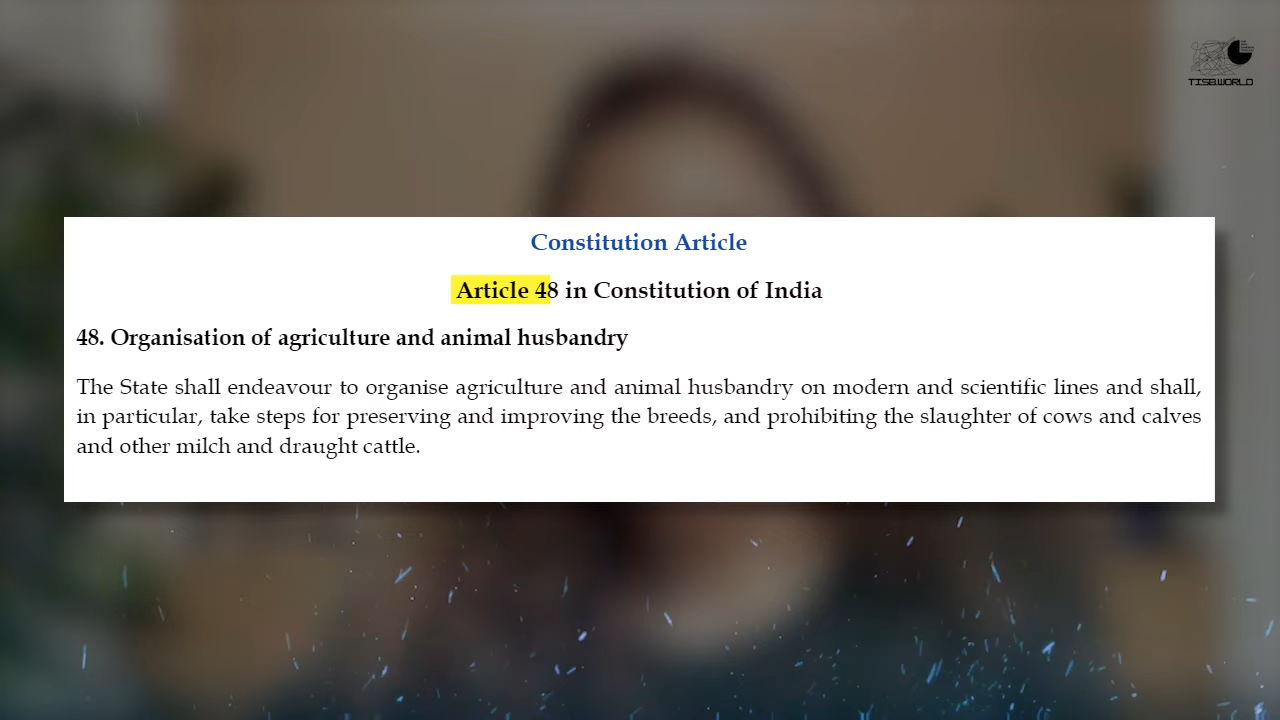 TISB.WORLD
Constitution Article
Article 48 in Constitution of India
48. Organisation of agriculture and animal husbandry
The State shall endeavour to organise agriculture and animal husbandry on modern and scientific lines and shall,
in particular, take steps for preserving and improving the breeds, and prohibiting the slaughter of cows and calves
and other milch and draught cattle.